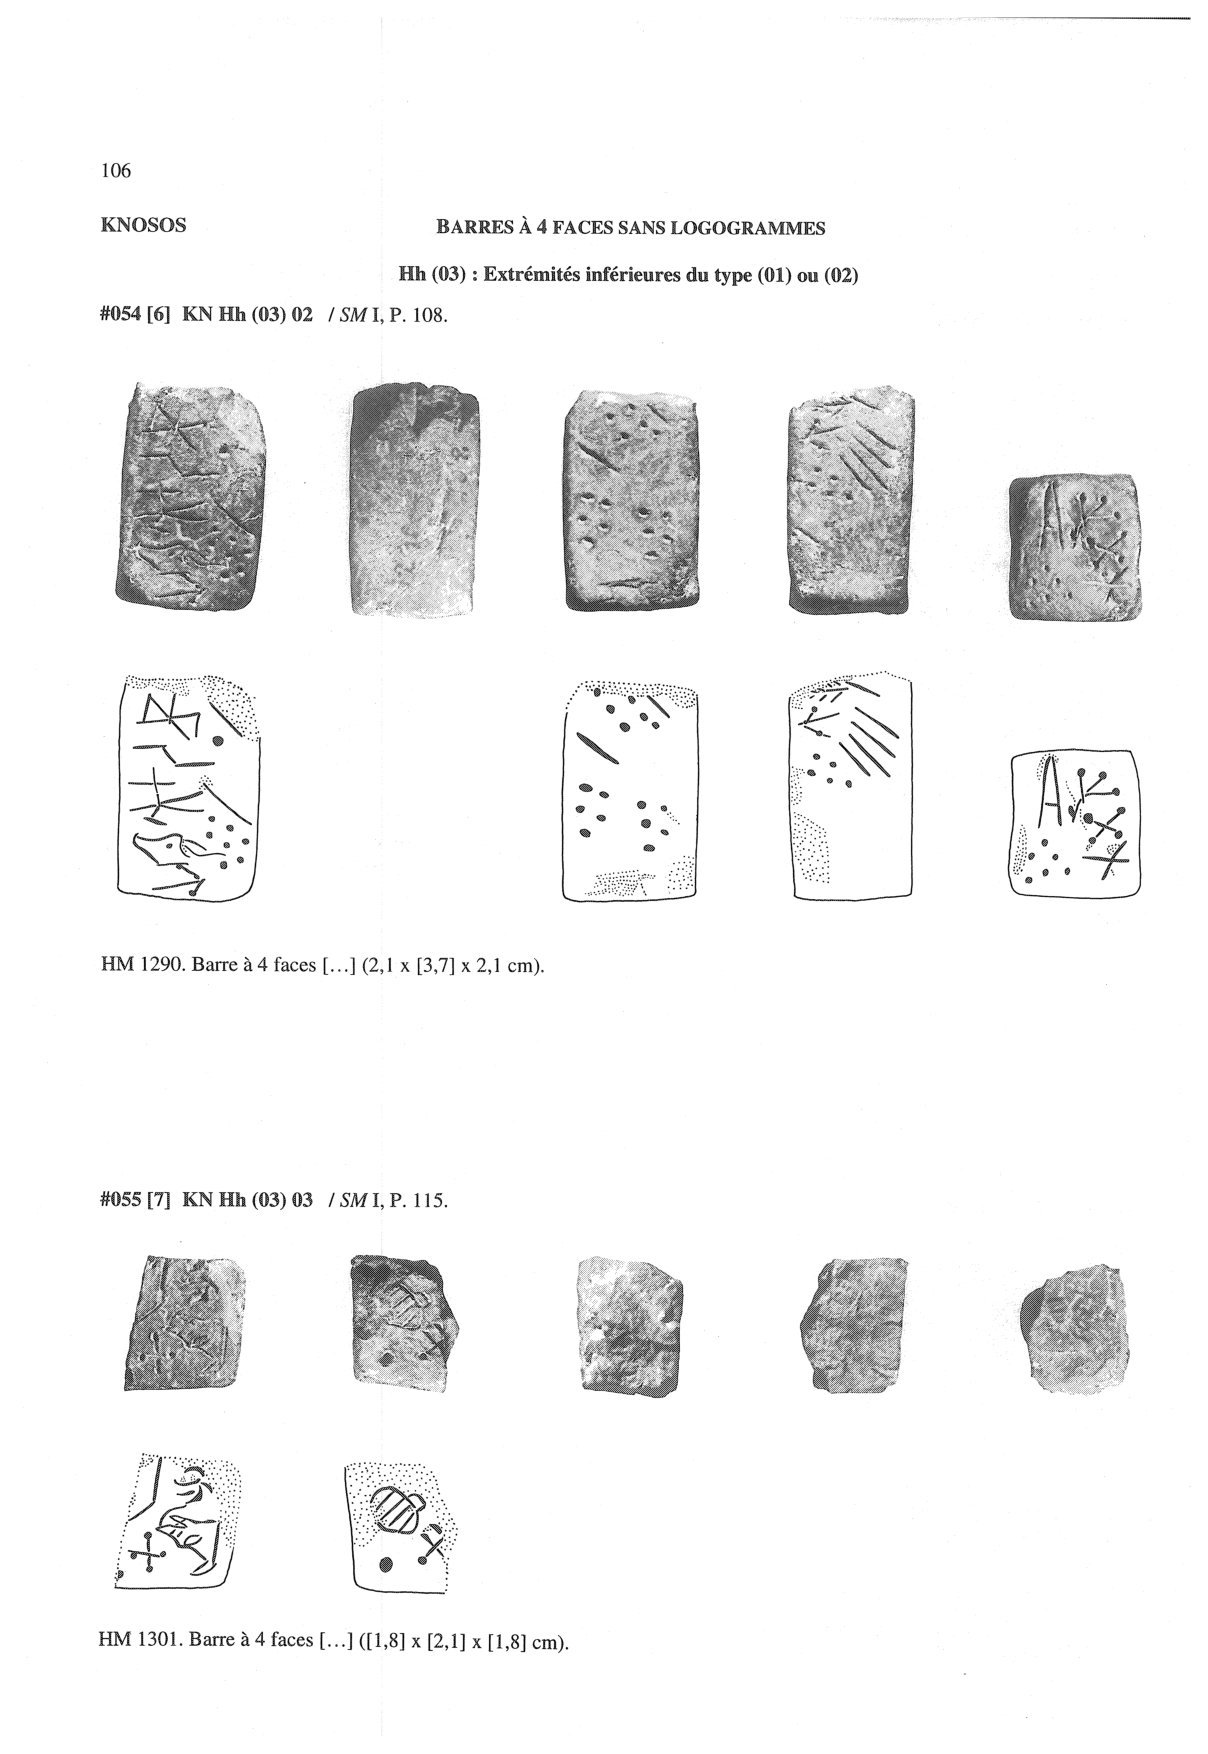 106
KNOSOS
BARRES À 4 FACES SANS LOGOGRAMMES
Hh (03) : Extrémités inférieures du type (01) ou (02)
#054 [6] KN Hh (03) 02 / SM I, P. 108.
HM 1290. Barre à 4 faces [...] (2,1 x [3,7] x 2,1 cm).
#055 [7] KN Hh (03) 03 / SM I, P. 115.
HM 1301. Barre à 4 faces [...] ([1,8] x [2,1] x [1,8] cm).